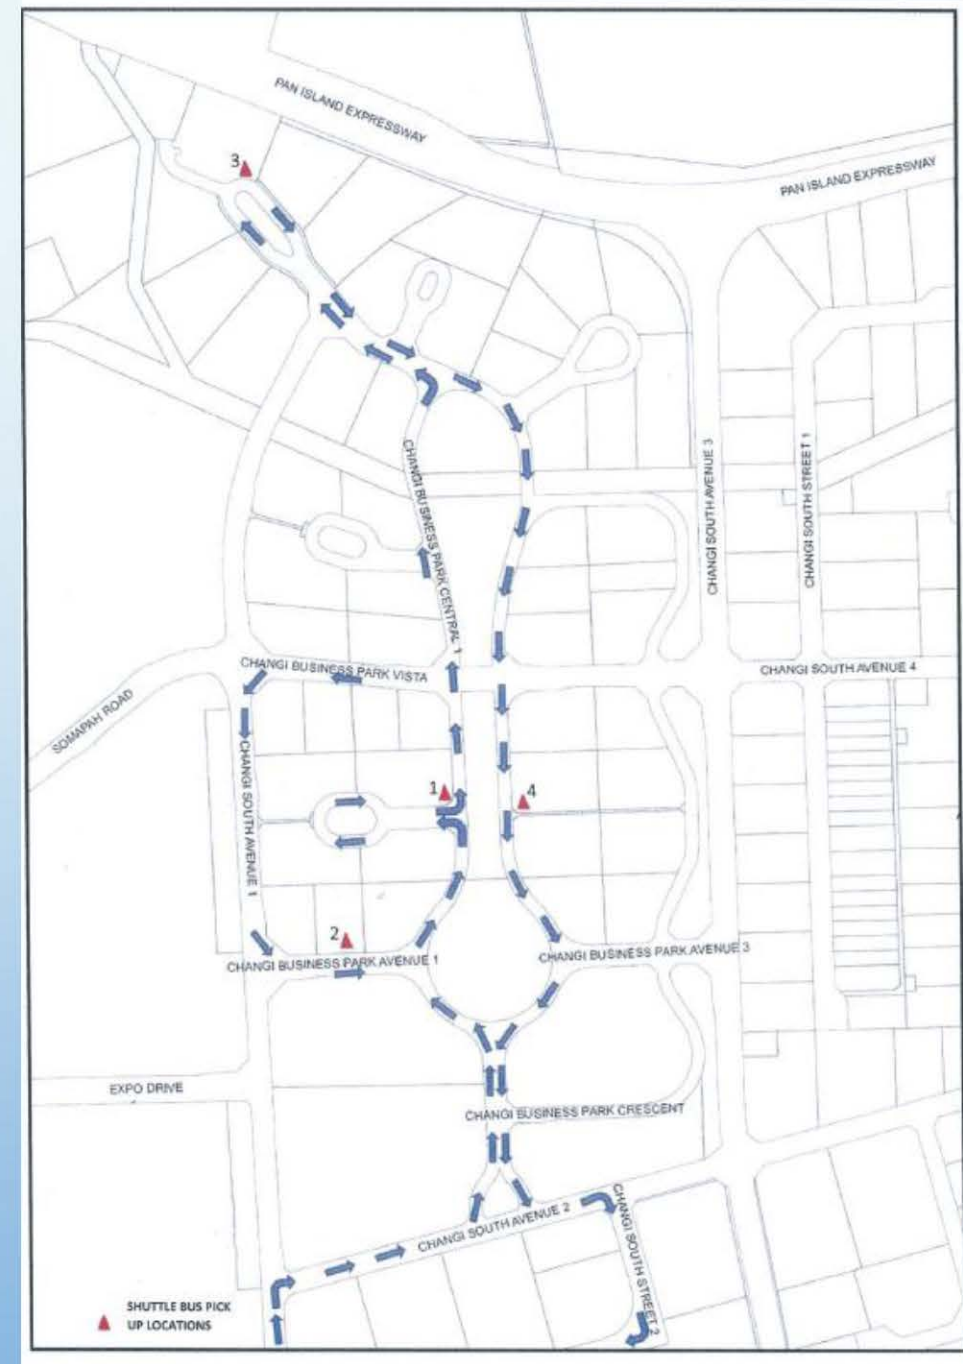 PAN ISLAND EXPRESSWAY
PAN ISLAND EXPRESSWAY
3
CHANGI BUSINESS PARK CENTRAL 1
CHANGI SOUTH AVENUE 3
CHANGI SOUTH STREET 1
CHANGI BUSINESS PARK VISTA
CHANGI SOUTH AVENUE 4
SOMAPAH ROAD
CHANGI SOUTH AVENUE 1
1
4
2
CHANGI BUSINESS PARK AVENUE 1
CHANGI BUSINESS PARK AVENUE 3
EXPO DRIVE
CHANGI BUSINESS PARK CRESCENT
CHANGI SOUTH AVENUE 2
CHANGI SOUTH STREET 2
SHUTTLE BUS PICK
UP LOCATIONS